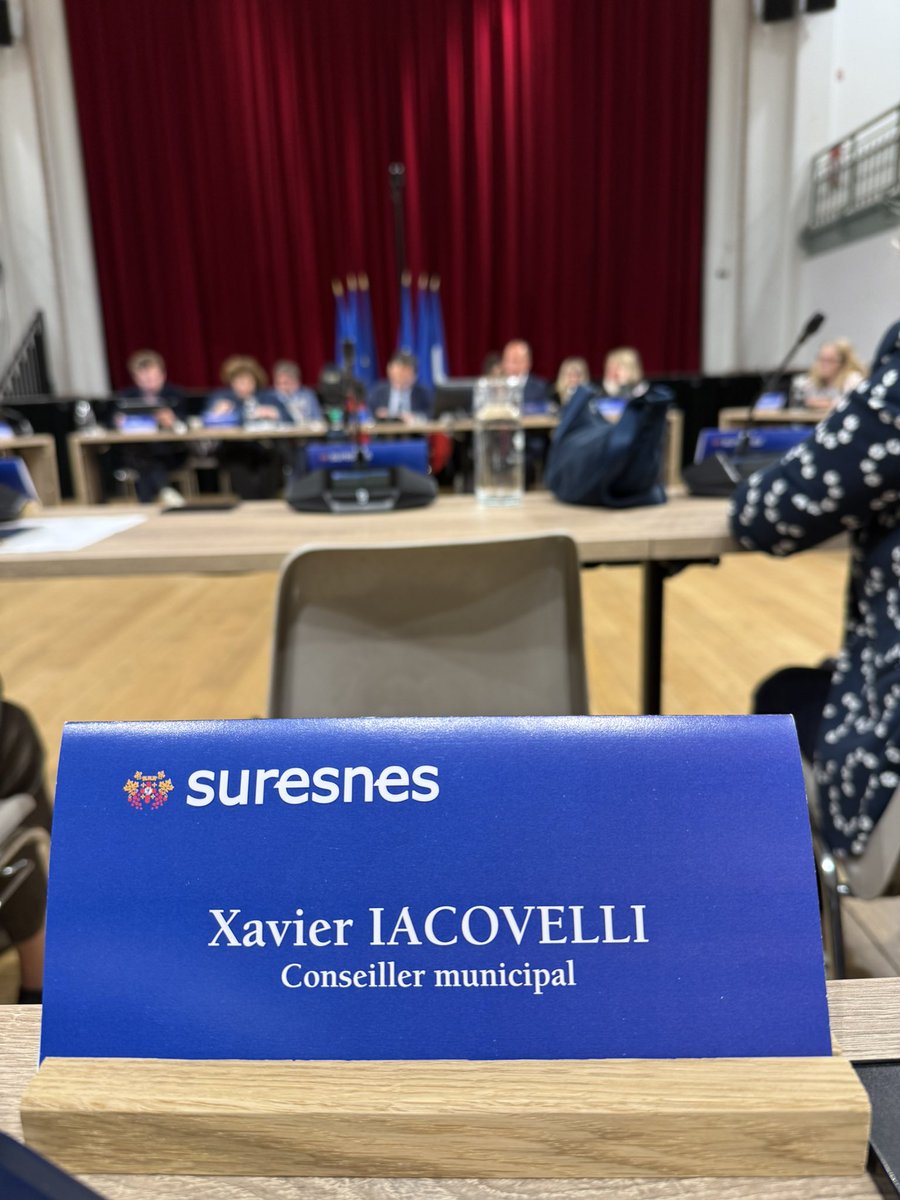 suresnes
Xavier IACOVELLI
Conseiller municipal